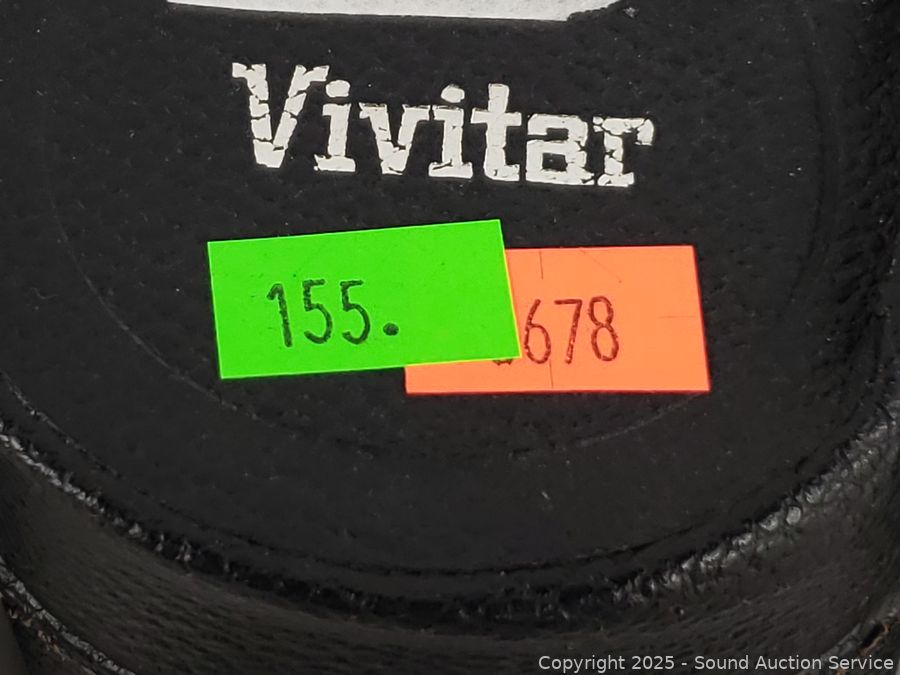 Vivitar
155.
678
Copyright 2025 - Sound Auction Service